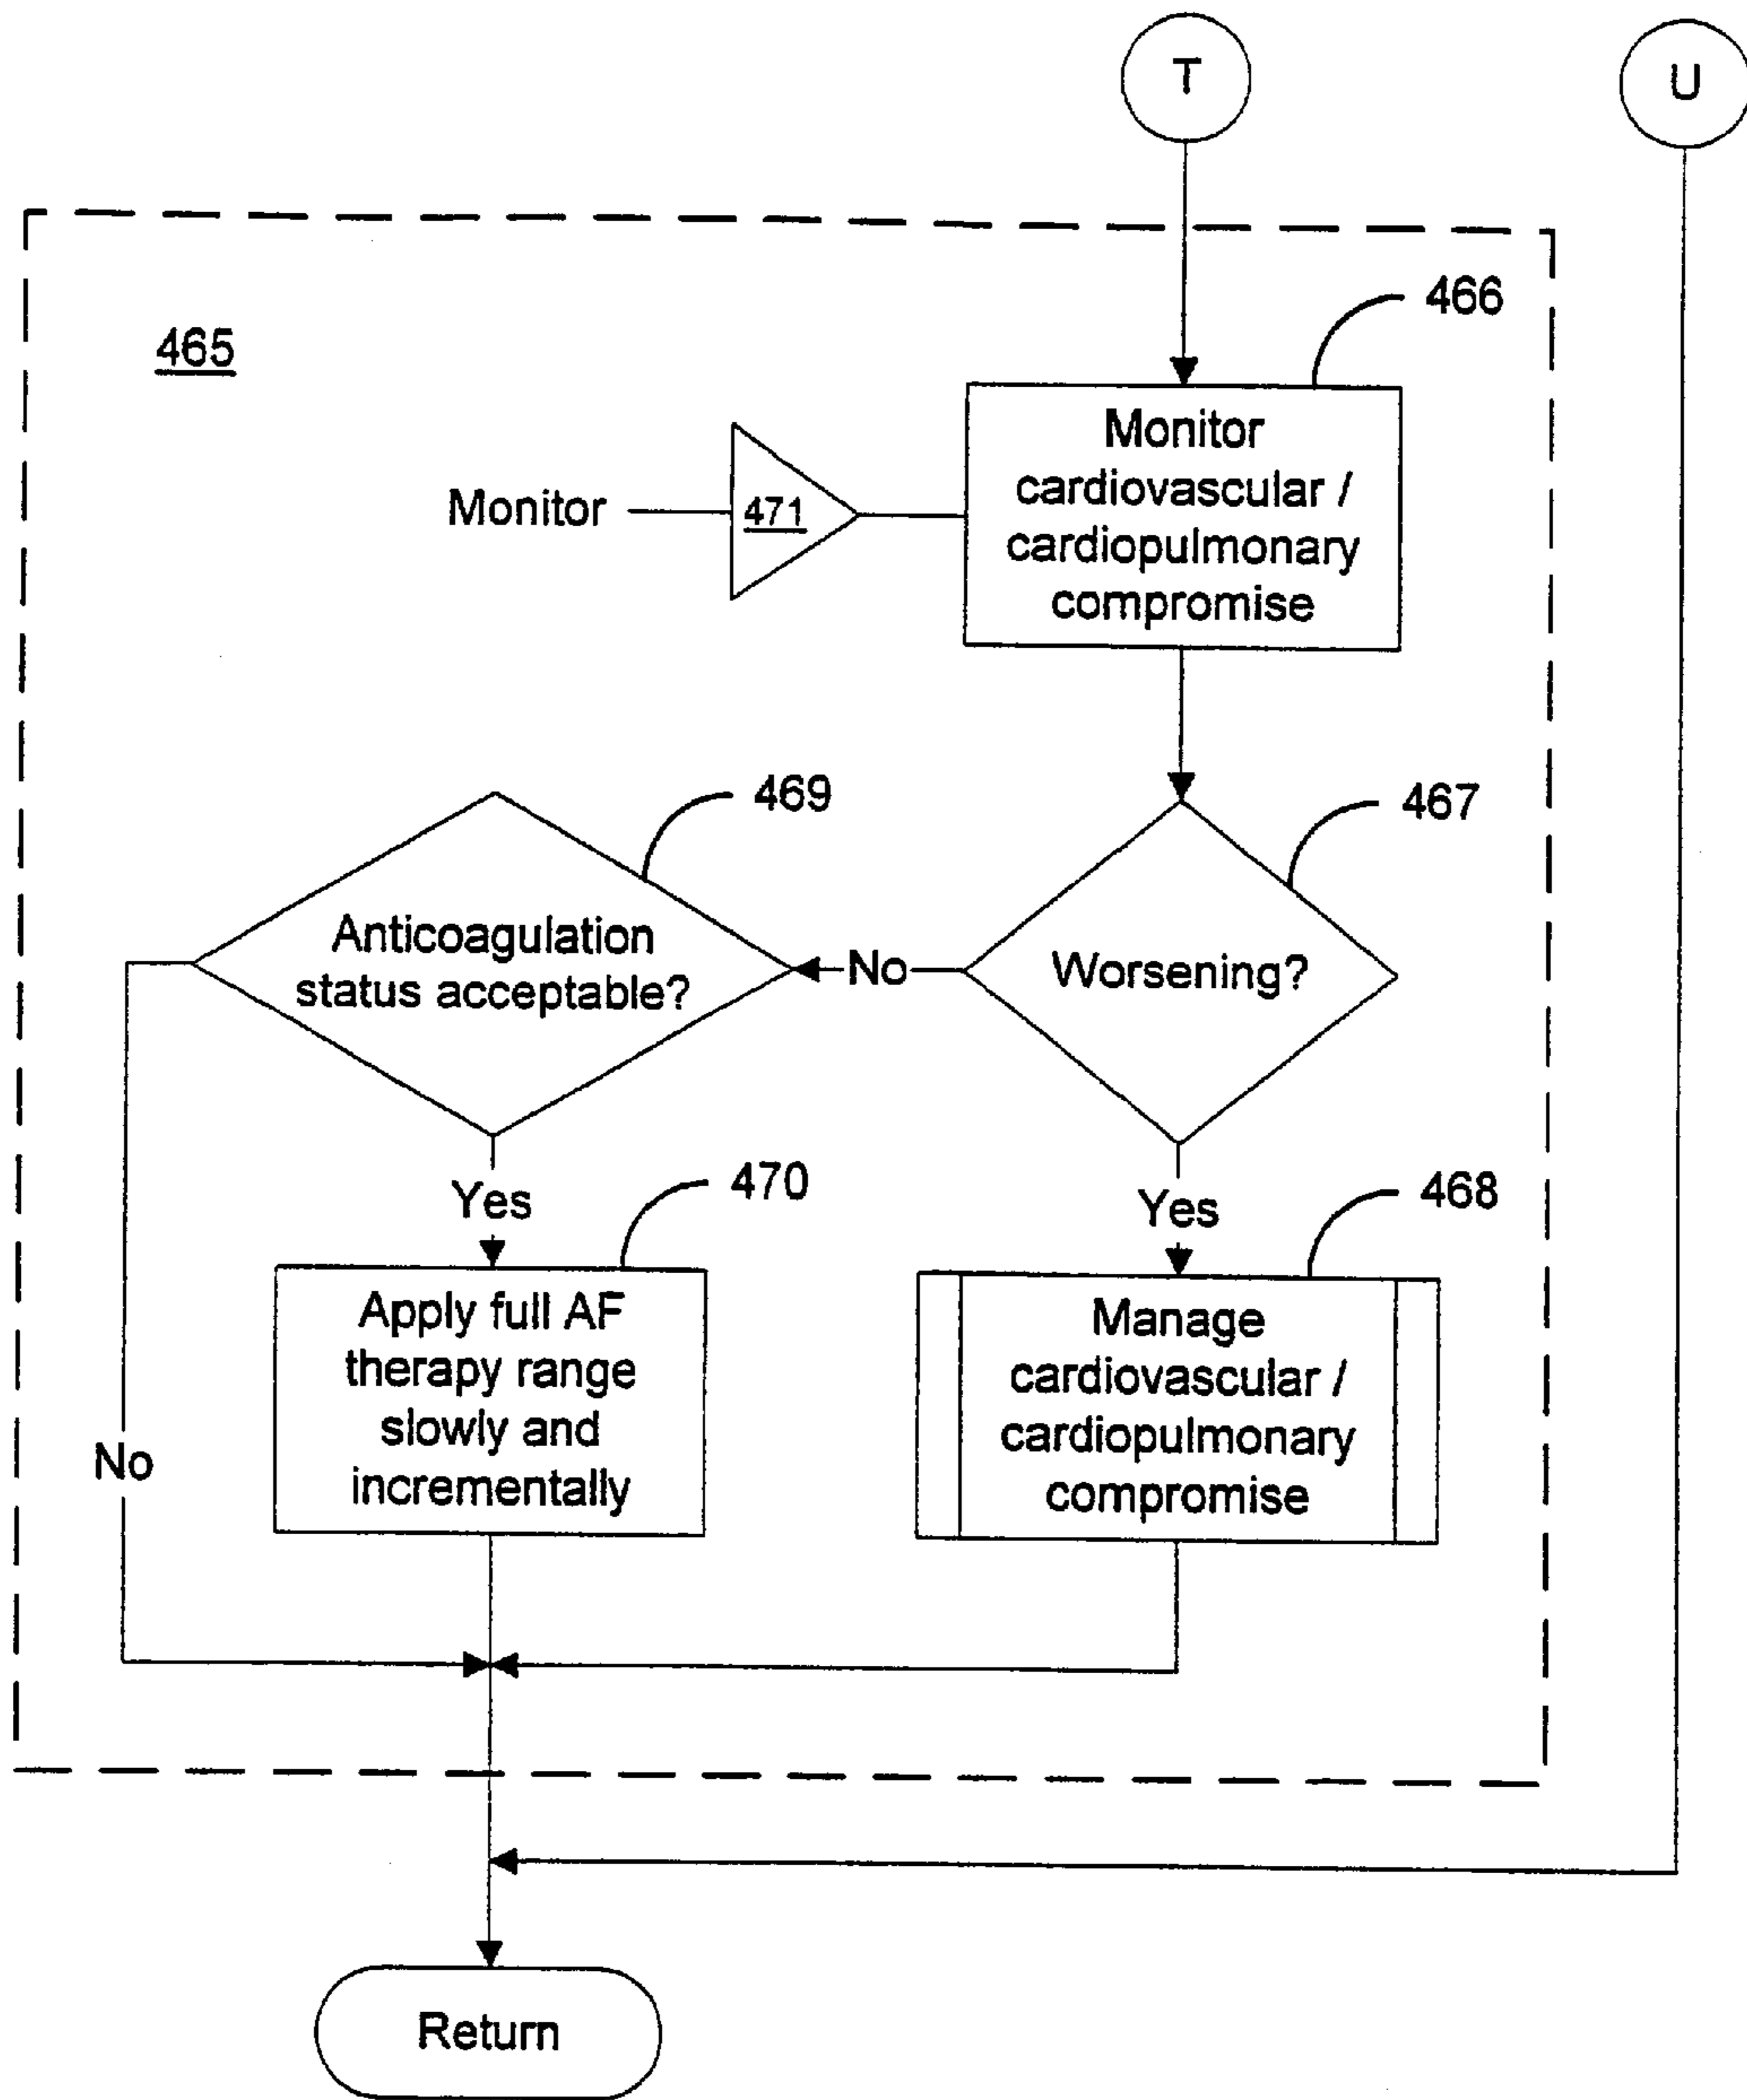 T
U
466
465
Monitor
cardiovascular /
cardiopulmonary
compromise
Monitor
471
469
467
Anticoagulation
status acceptable?
No
Worsening?
Yes
470
Yes
468
Apply full AF
therapy range
slowly and
incrementally
Manage
cardiovascular /
cardiopulmonary
compromise
No
Return